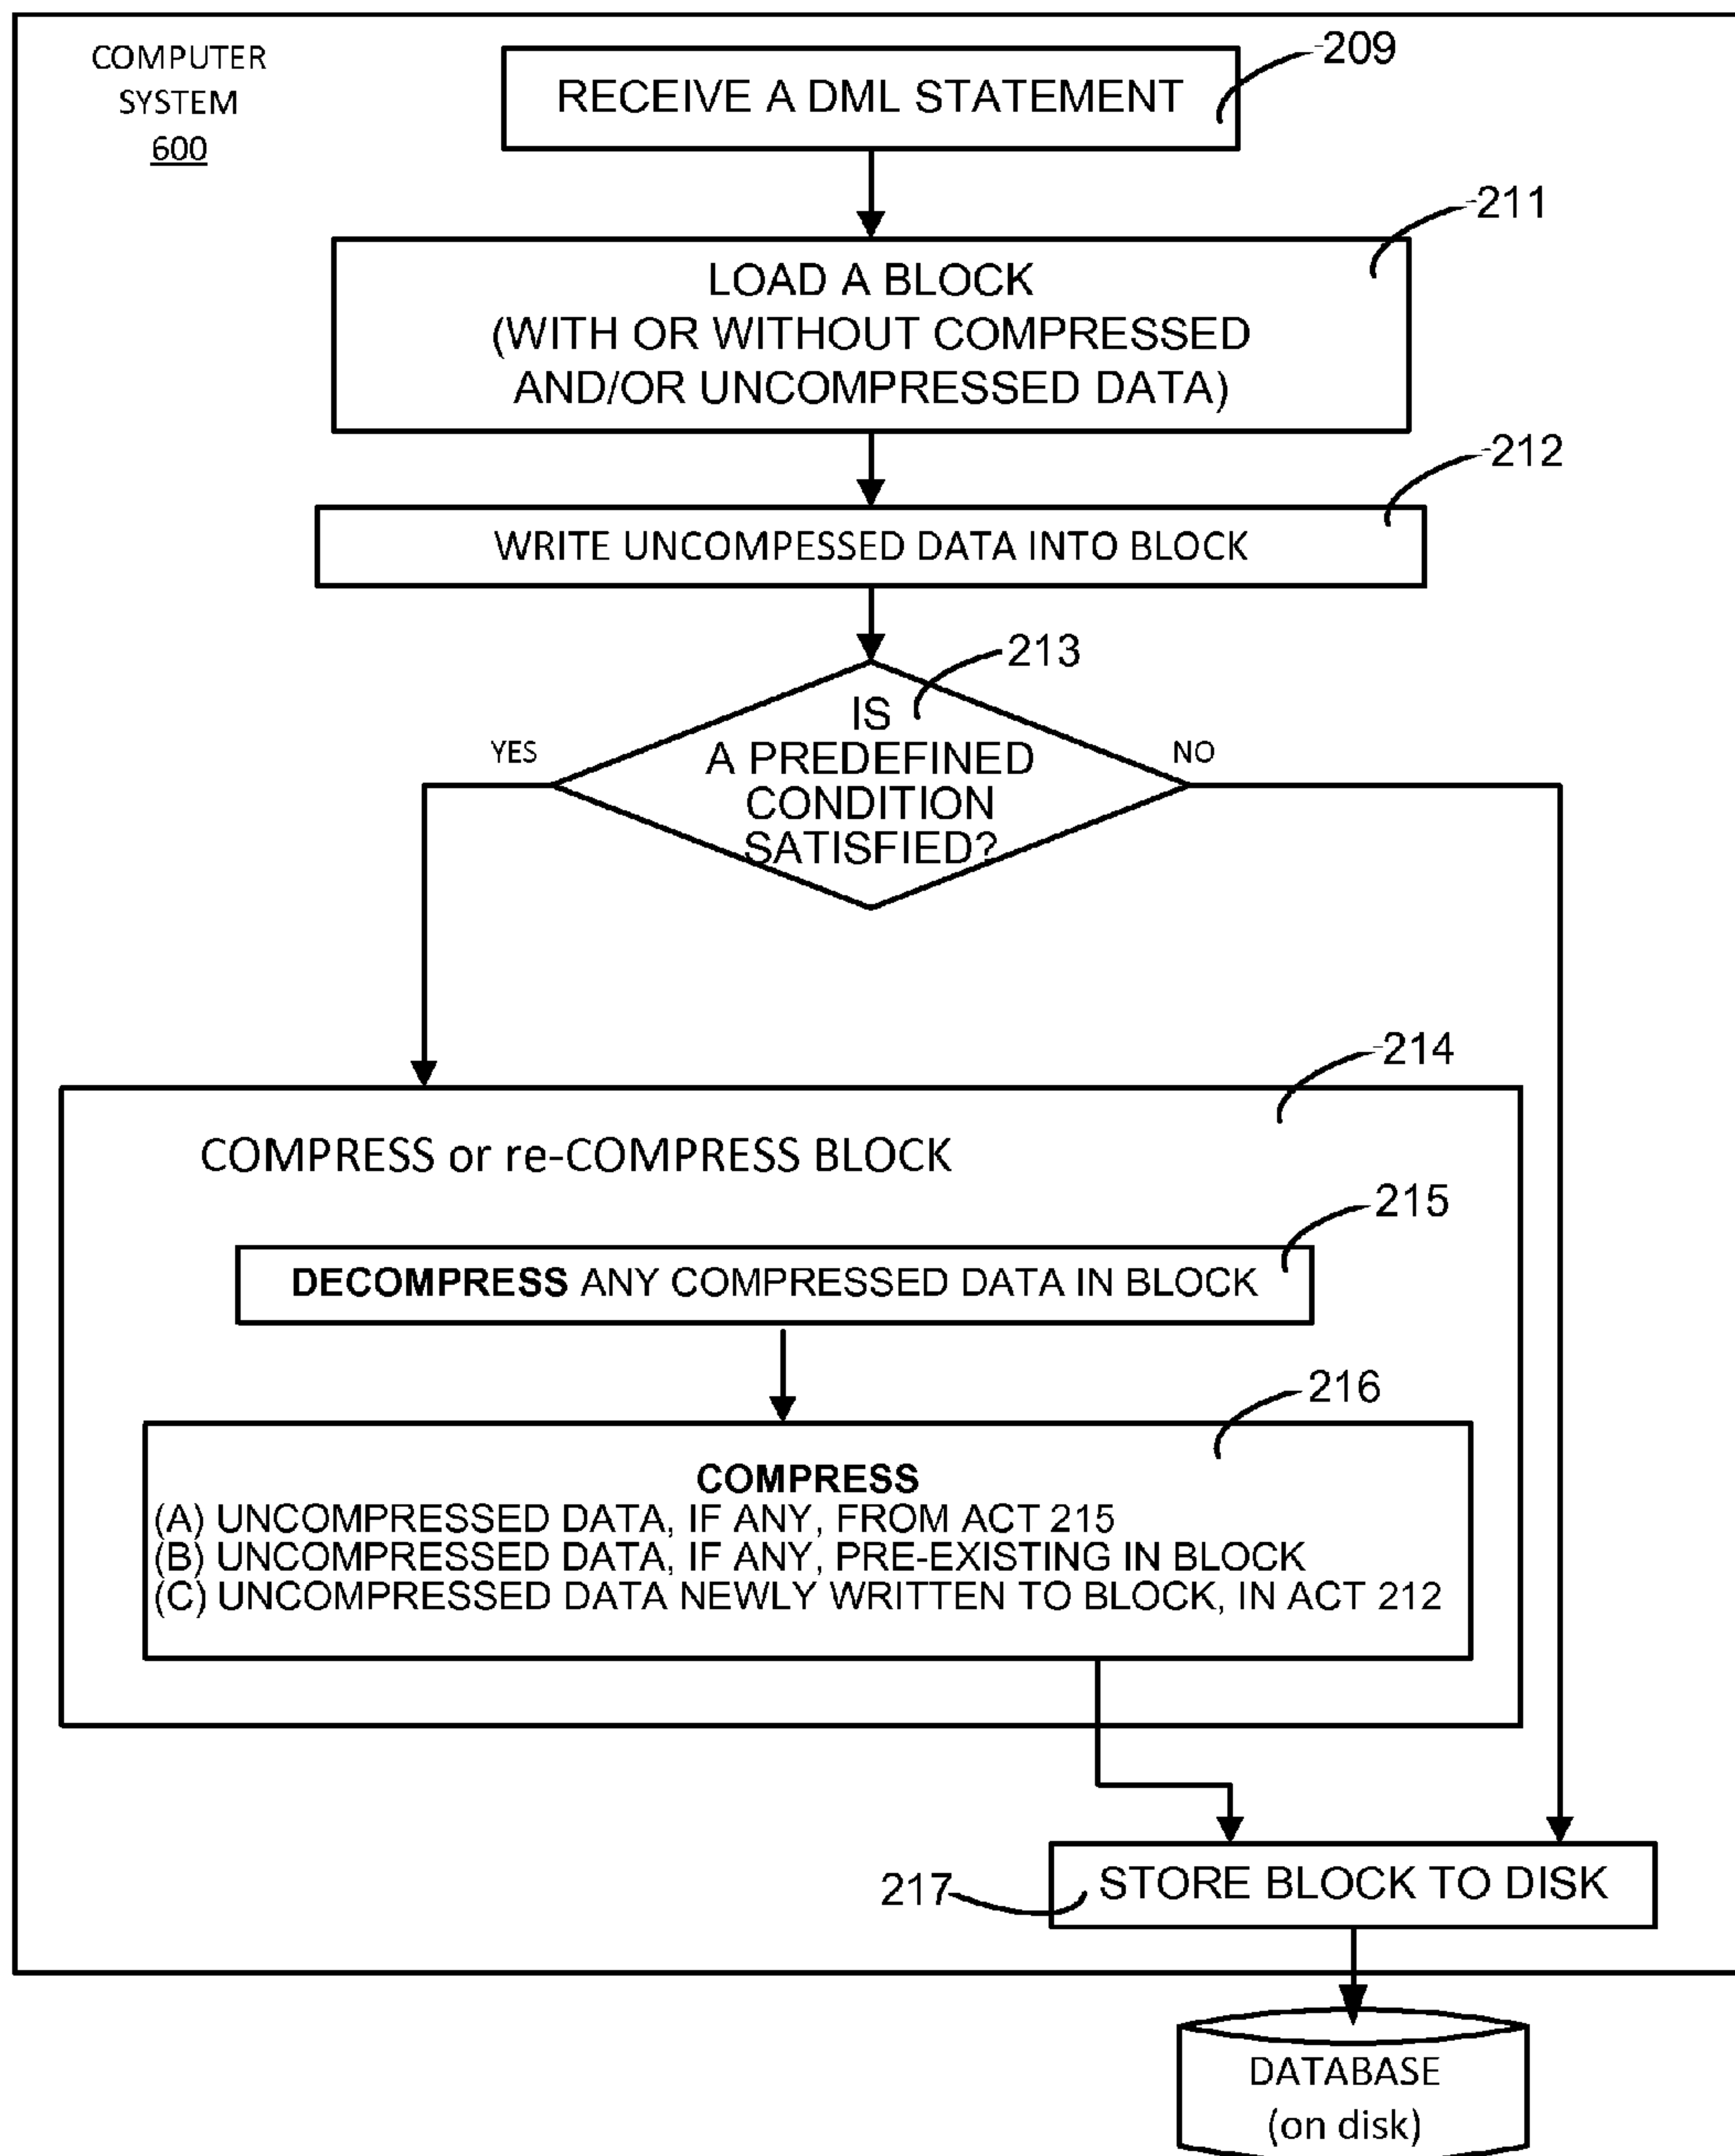 COMPUTER
SYSTEM
600
RECEIVE A DML STATEMENT
209
211
LOAD A BLOCK
(WITH OR WITHOUT COMPRESSED
AND/OR UNCOMPRESSED DATA)
212
WRITE UNCOMPESSED DATA INTO BLOCK
213
IS
A PREDEFINED
CONDITION
SATISFIED?
YES
NO
214
COMPRESS or re-COMPRESS BLOCK
215
DECOMPRESS ANY COMPRESSED DATA IN BLOCK
216
COMPRESS
(A) UNCOMPRESSED DATA, IF ANY, FROM ACT 215
(B) UNCOMPRESSED DATA, IF ANY, PRE-EXISTING IN BLOCK
(C) UNCOMPRESSED DATA NEWLY WRITTEN TO BLOCK, IN ACT 212
217
STORE BLOCK TO DISK
DATABASE
(on disk)